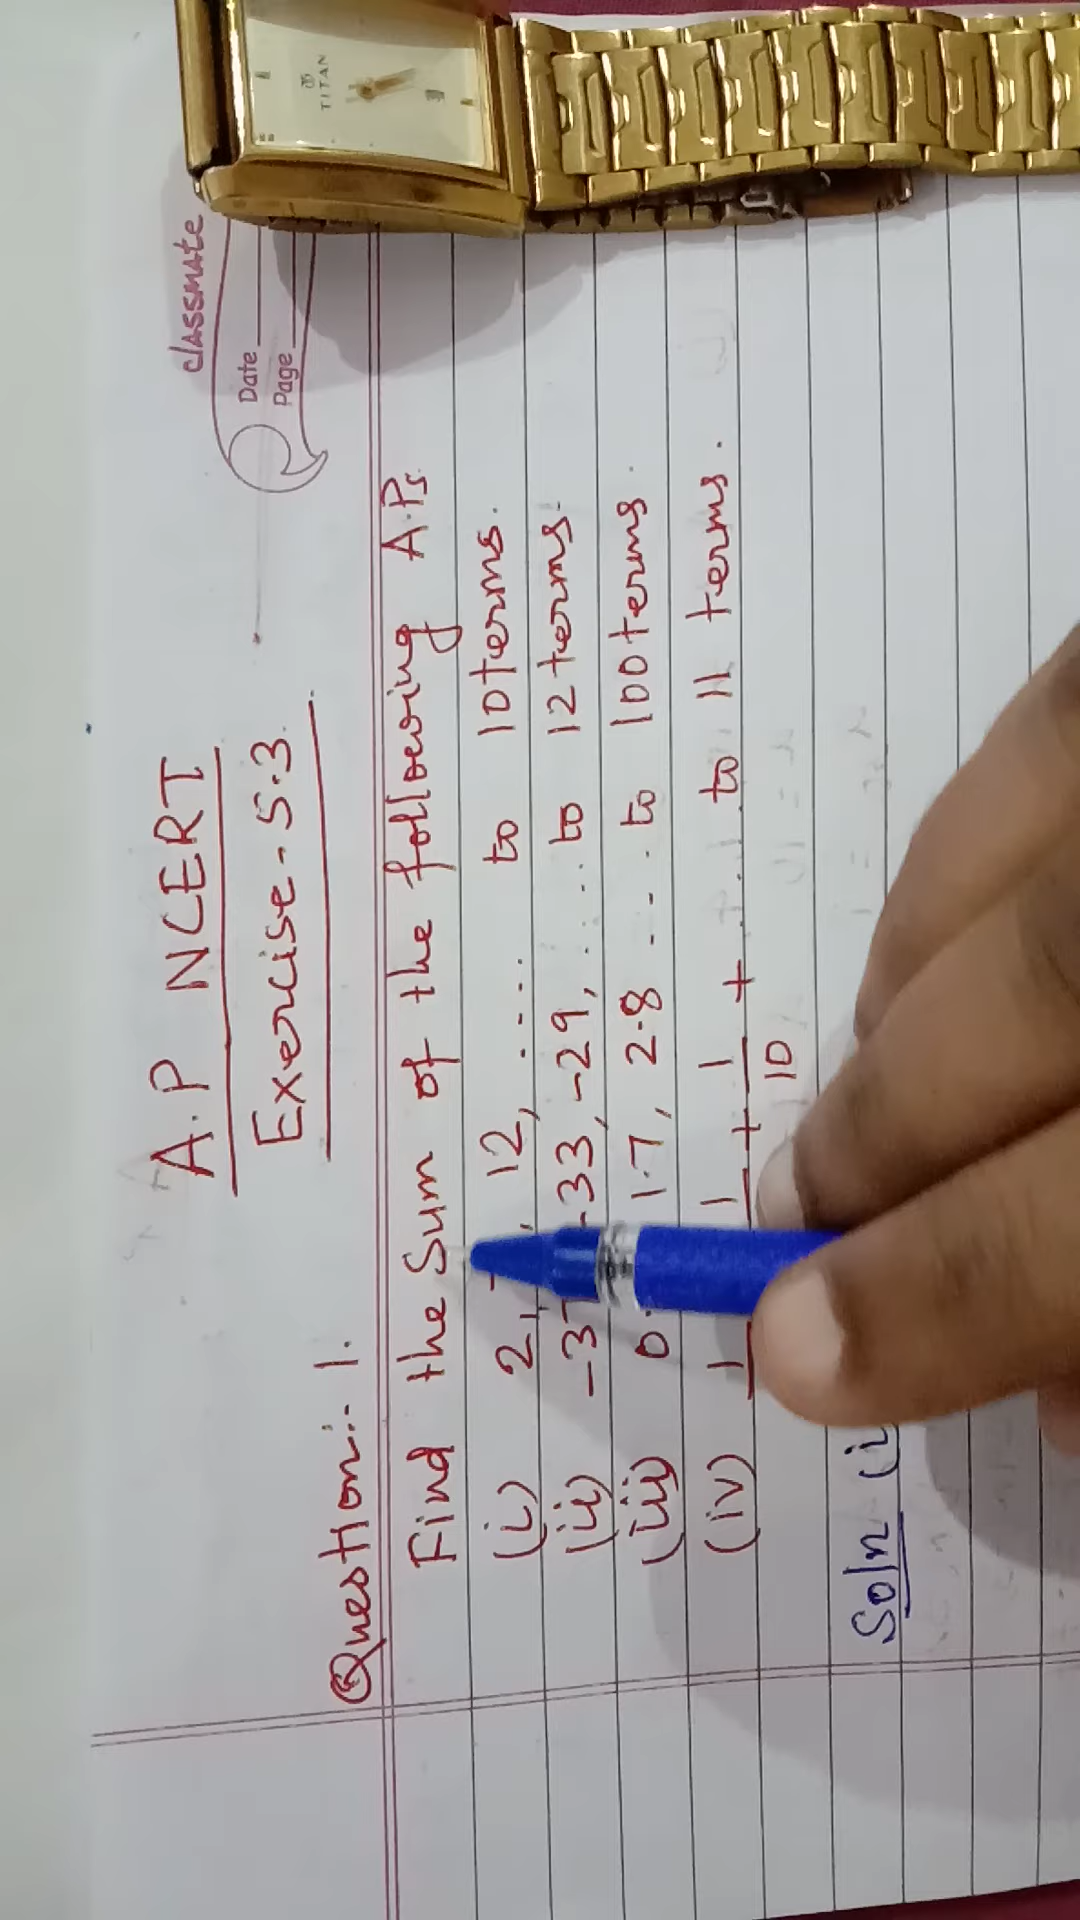 TITAN
classmate
Date
Page
A.P NCERT
Exercise-5.3
Question:- 1.
Find the Sum of the following A.Ps
(i) 2, 12, .... to 10 terms.
(ii) -33, -29, .... to 12 terms.
(iii) 1.7, 2.8 ... to 100 terms.
(iv) 1 1 + 1/10 + ... to 11 terms.
Soln (i